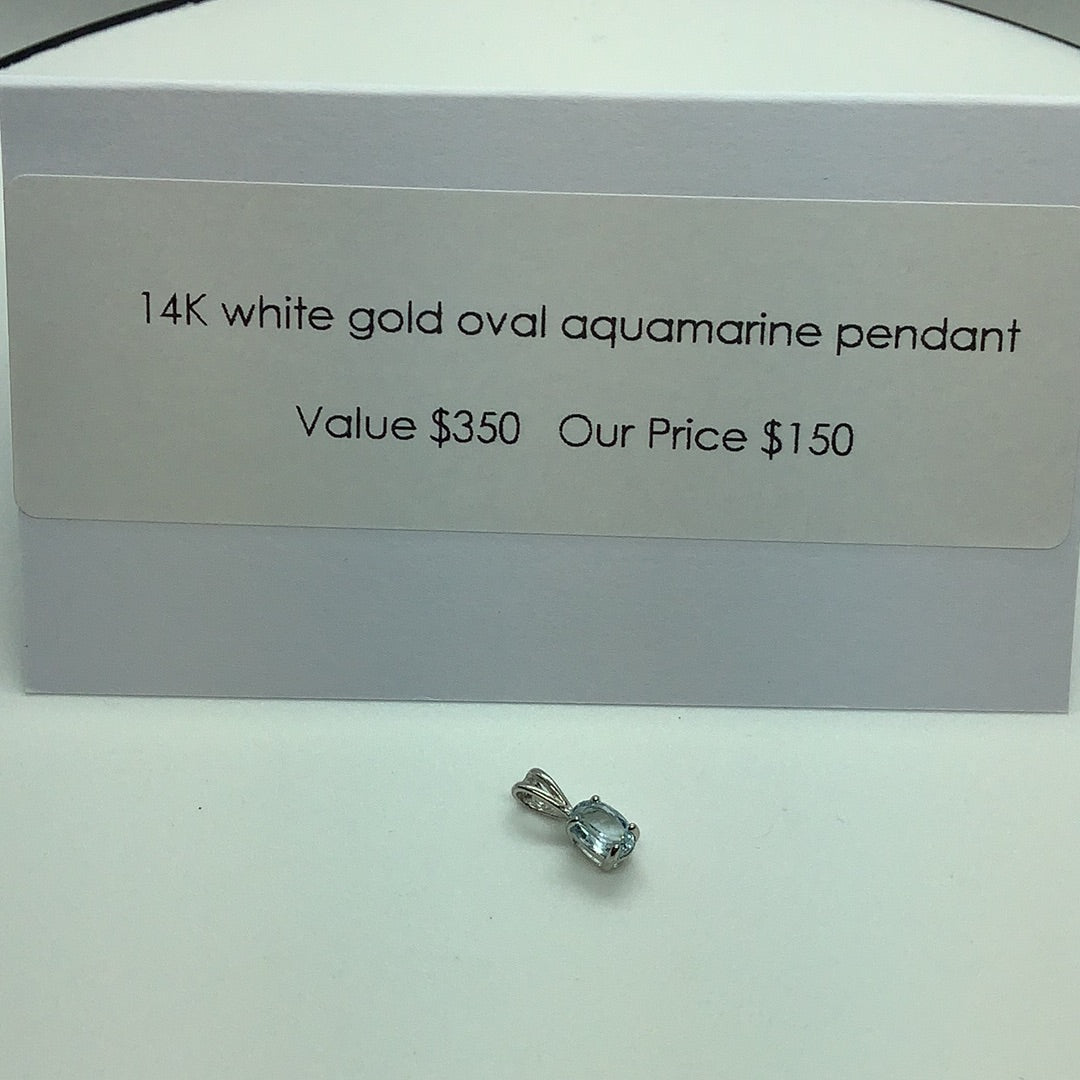 14K white gold oval aquamarine pendant
Value $350 Our Price $150